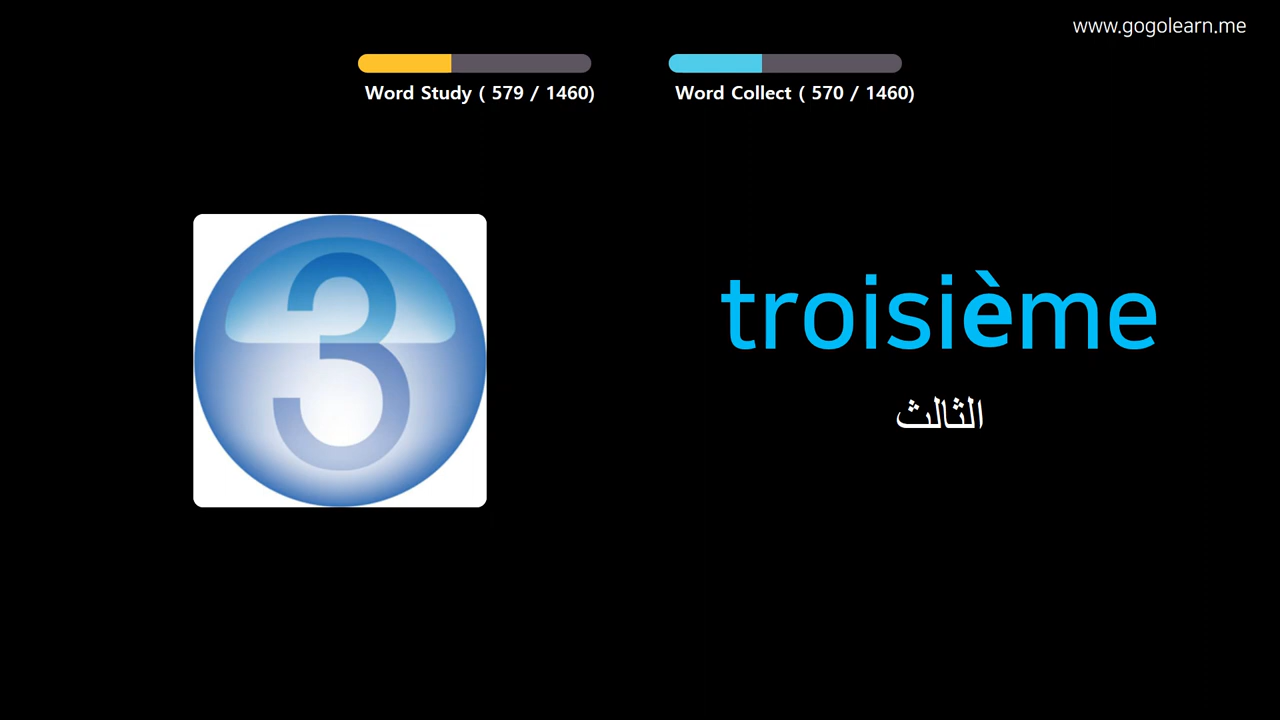 www.gogolearn.me
Word Study ( 579 / 1460)
Word Collect ( 570 / 1460)
3
troisième
الثالث